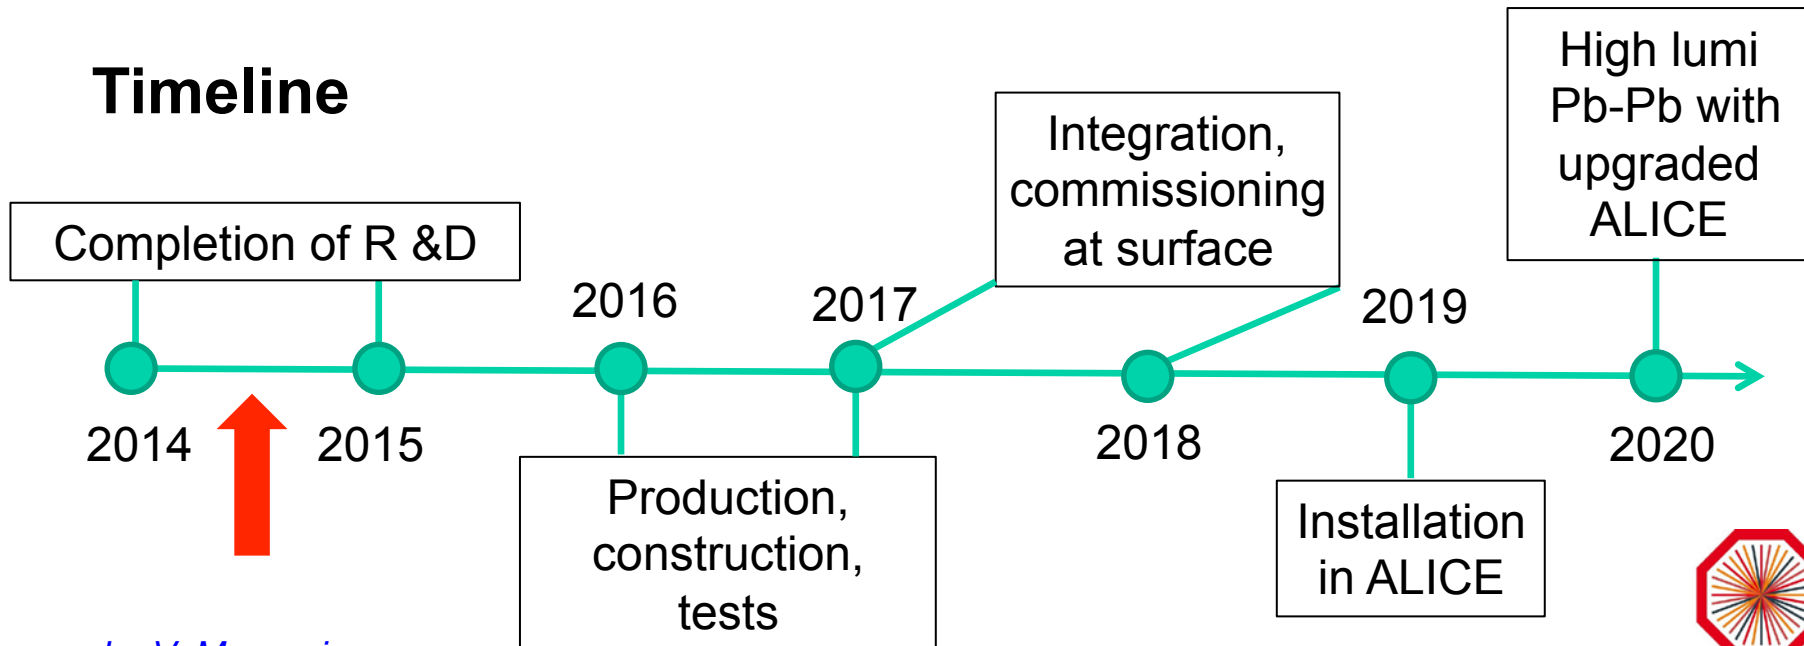 Timeline
High lumi
Pb-Pb with
upgraded
ALICE
Integration,
commissioning
at surface
Completion of R &D
2016
2017
2019
2014
2015
2018
2020
Production,
construction,
tests
Installation
in ALICE